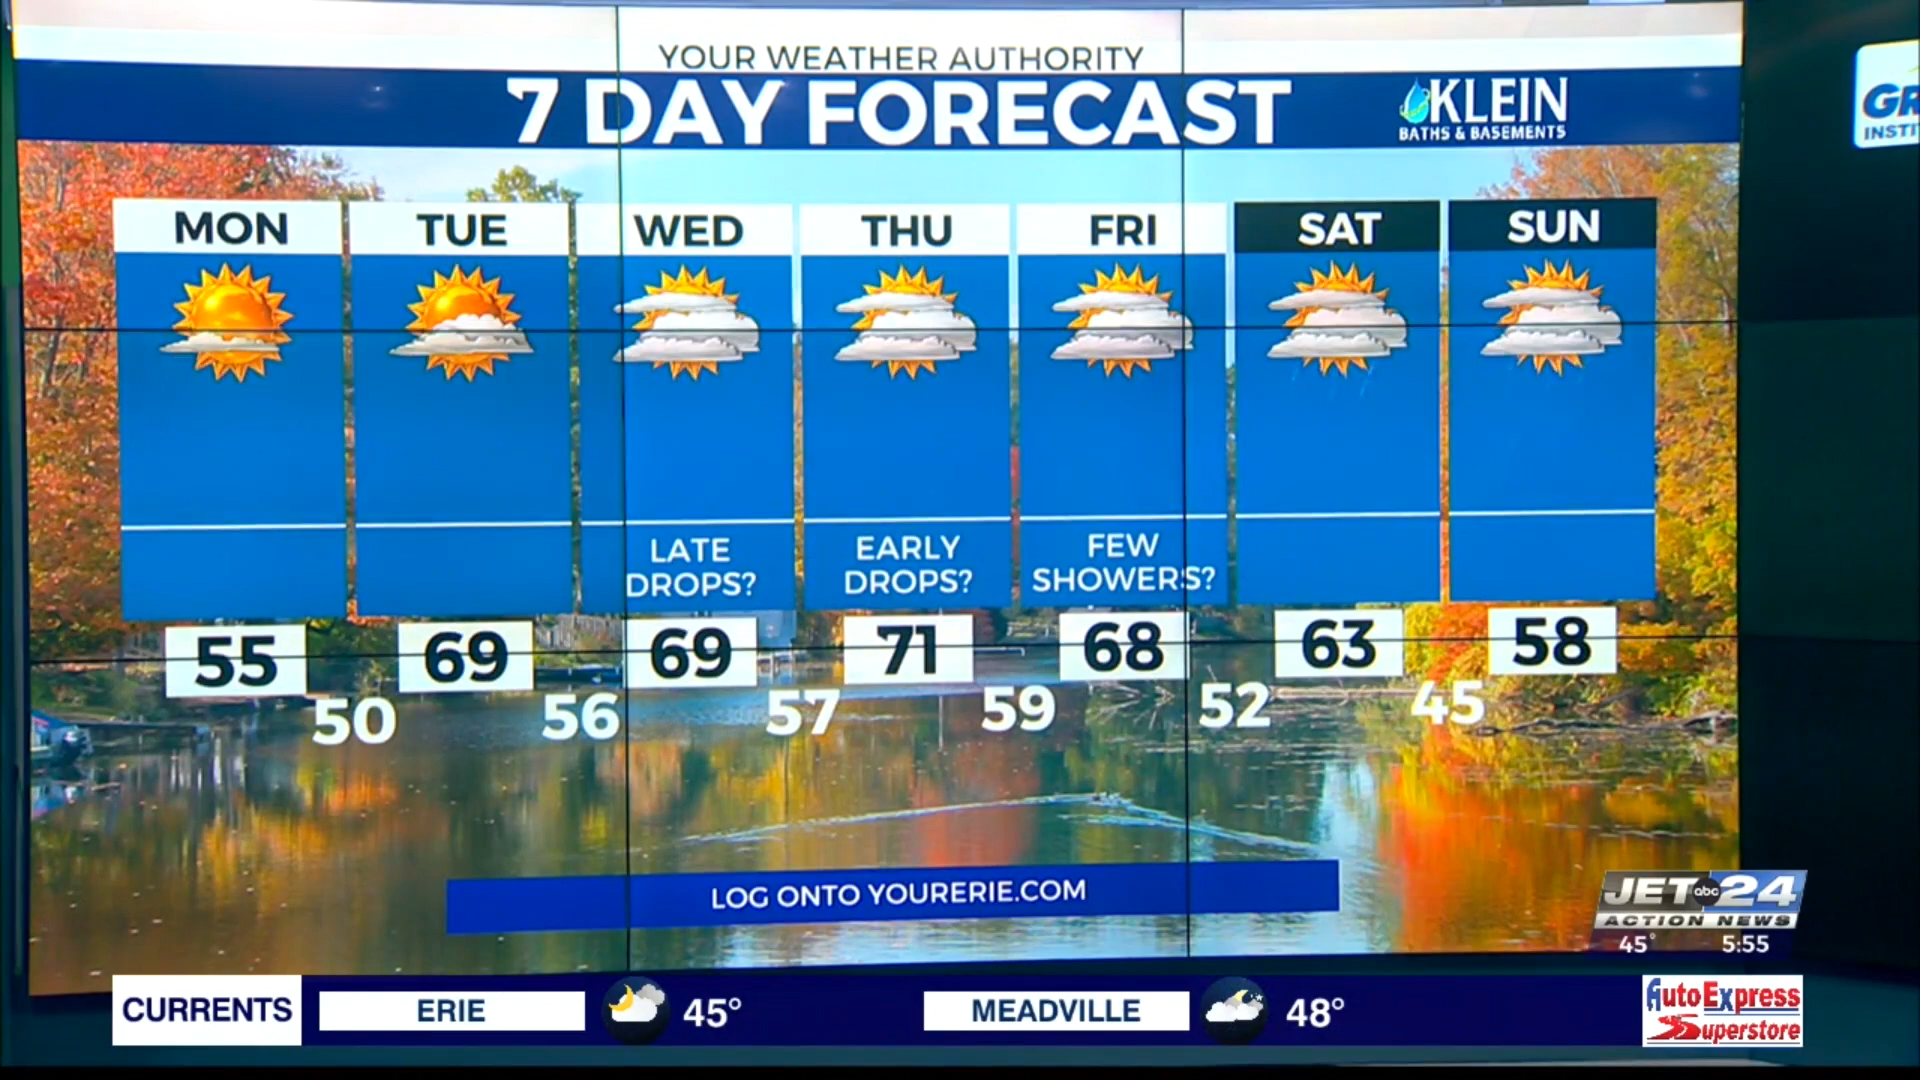 YOUR WEATHER AUTHORITY
7 DAY FORECAST
KLEIN
BATHS & BASEMENTS
MON TUE WED THU FRI SAT SUN
LATE DROPS?
EARLY DROPS?
FEW SHOWERS?
55 69 69 71 68 63 58
50 56 57 59 52 45
LOG ONTO YOURERIE.COM
JET abc 24
ACTION NEWS
45° 5:55
CURRENTS ERIE 45° MEADVILLE 48°
AutoExpress
Superstore